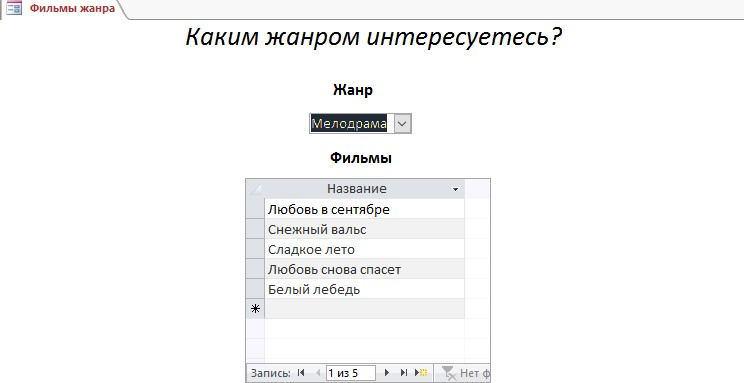 Фильмы жанра
Каким жанром интересуетесь?
Жанр
Мелодрама
Фильмы
Название
Любовь в сентябре
Снежный вальс
Сладкое лето
Любовь снова спасет
Белый лебедь
Запись: 1 из 5 Нет ф